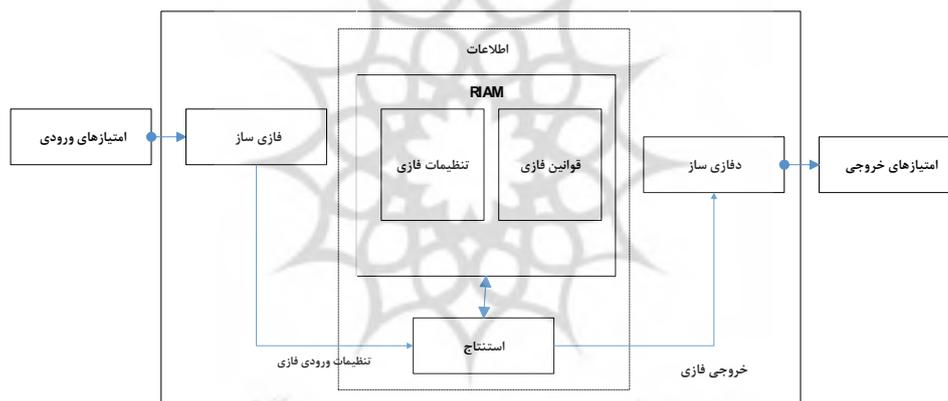 اطلاعات
RIAM
امتیازهای ورودی
فازی ساز
تنظیمات فازی
قوانین فازی
دفازی ساز
امتیازهای خروجی
استنتاج
تنظیمات ورودی فازی
خروجی فازی